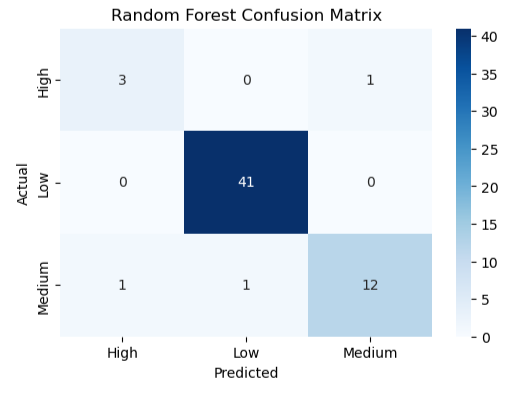 Random Forest Confusion Matrix
High 3 0 1
Low 0 41 0
Medium 1 1 12
Actual
High Low Medium
Predicted
40
35
30
25
20
15
10
5
0